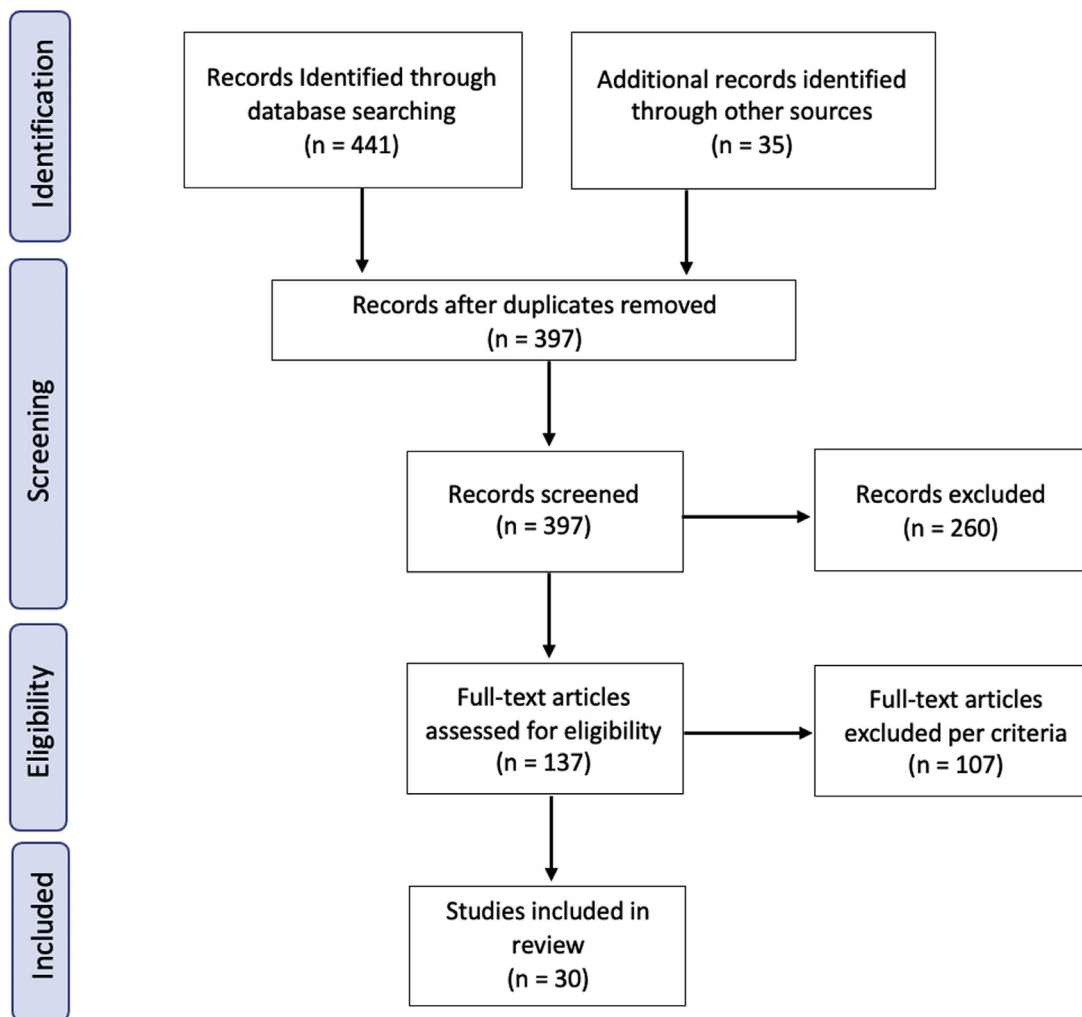 Identification
Records Identified through
database searching
(n = 441)
Additional records identified
through other sources
(n = 35)
Screening
Records after duplicates removed
(n = 397)
Records screened
(n = 397)
Records excluded
(n = 260)
Eligibility
Full-text articles
assessed for eligibility
(n = 137)
Full-text articles
excluded per criteria
(n = 107)
Included
Studies included in
review
(n = 30)